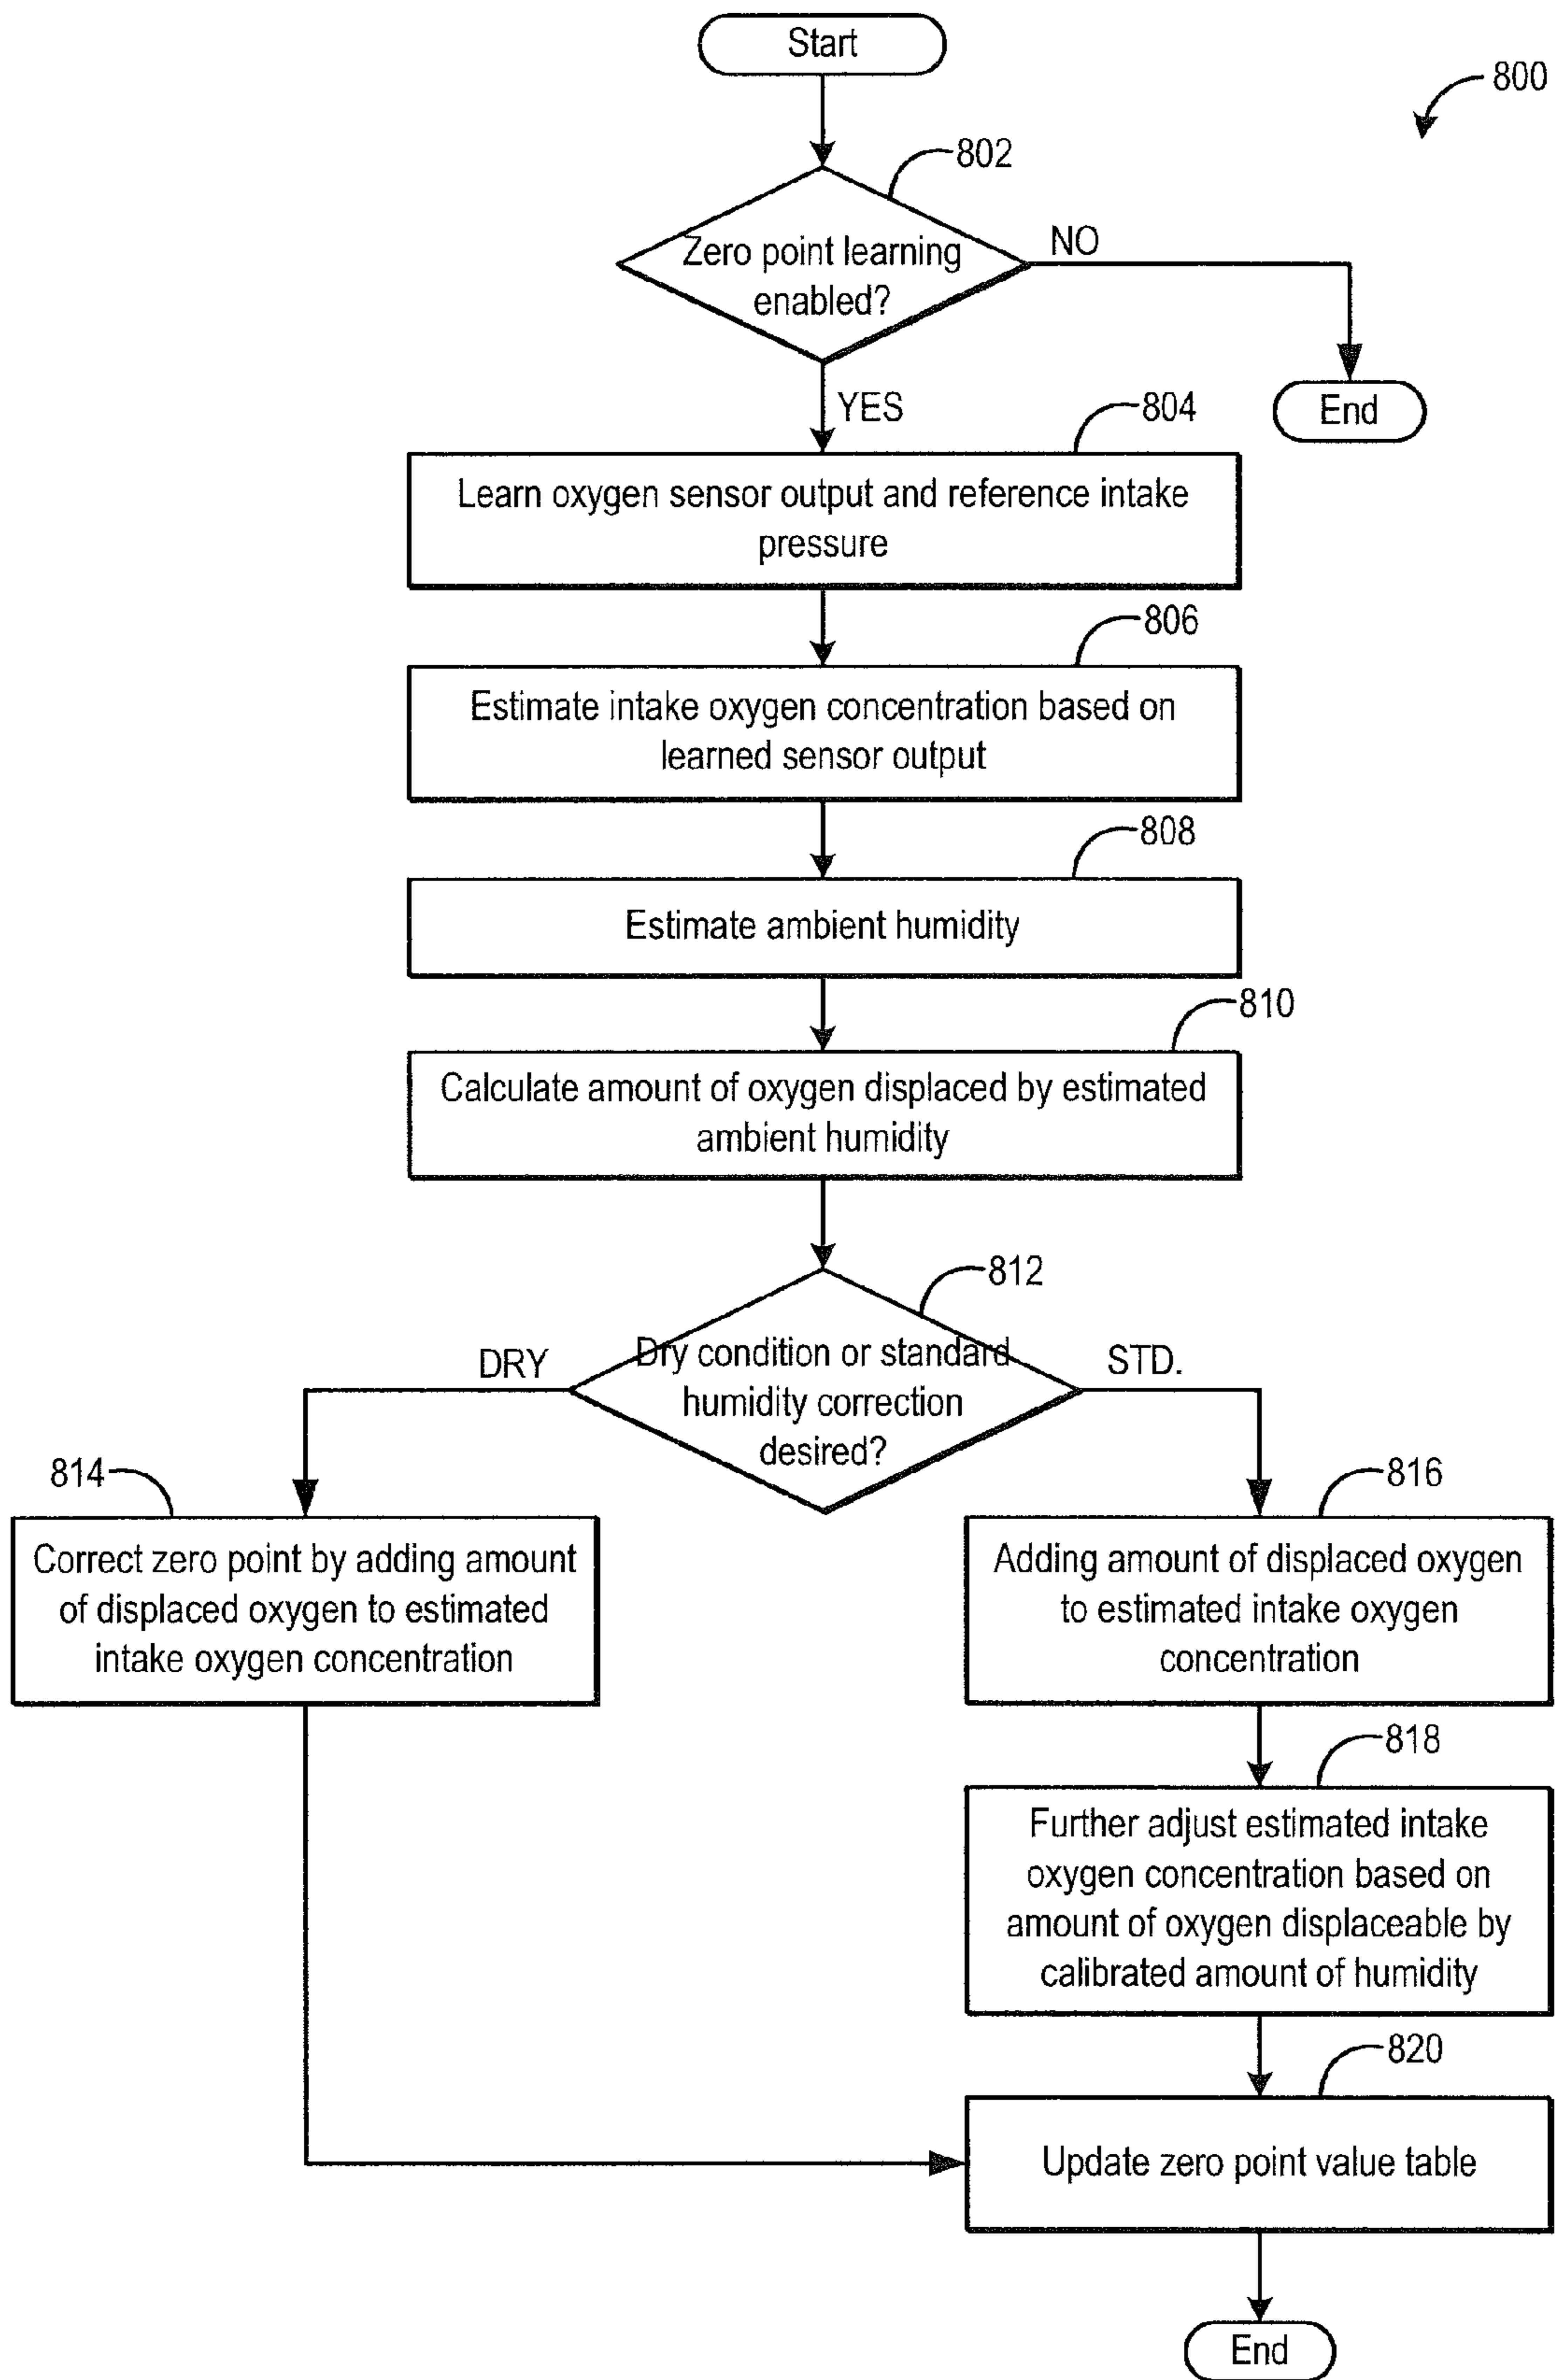 Start
800
802
Zero point learning
enabled?
NO
End
YES
804
Learn oxygen sensor output and reference intake
pressure
806
Estimate intake oxygen concentration based on
learned sensor output
808
Estimate ambient humidity
810
Calculate amount of oxygen displaced by estimated
ambient humidity
812
Dry condition or standard
humidity correction
desired?
DRY
STD.
814
Correct zero point by adding amount
of displaced oxygen to estimated
intake oxygen concentration
816
Adding amount of displaced oxygen
to estimated intake oxygen
concentration
818
Further adjust estimated intake
oxygen concentration based on
amount of oxygen displaceable by
calibrated amount of humidity
820
Update zero point value table
End